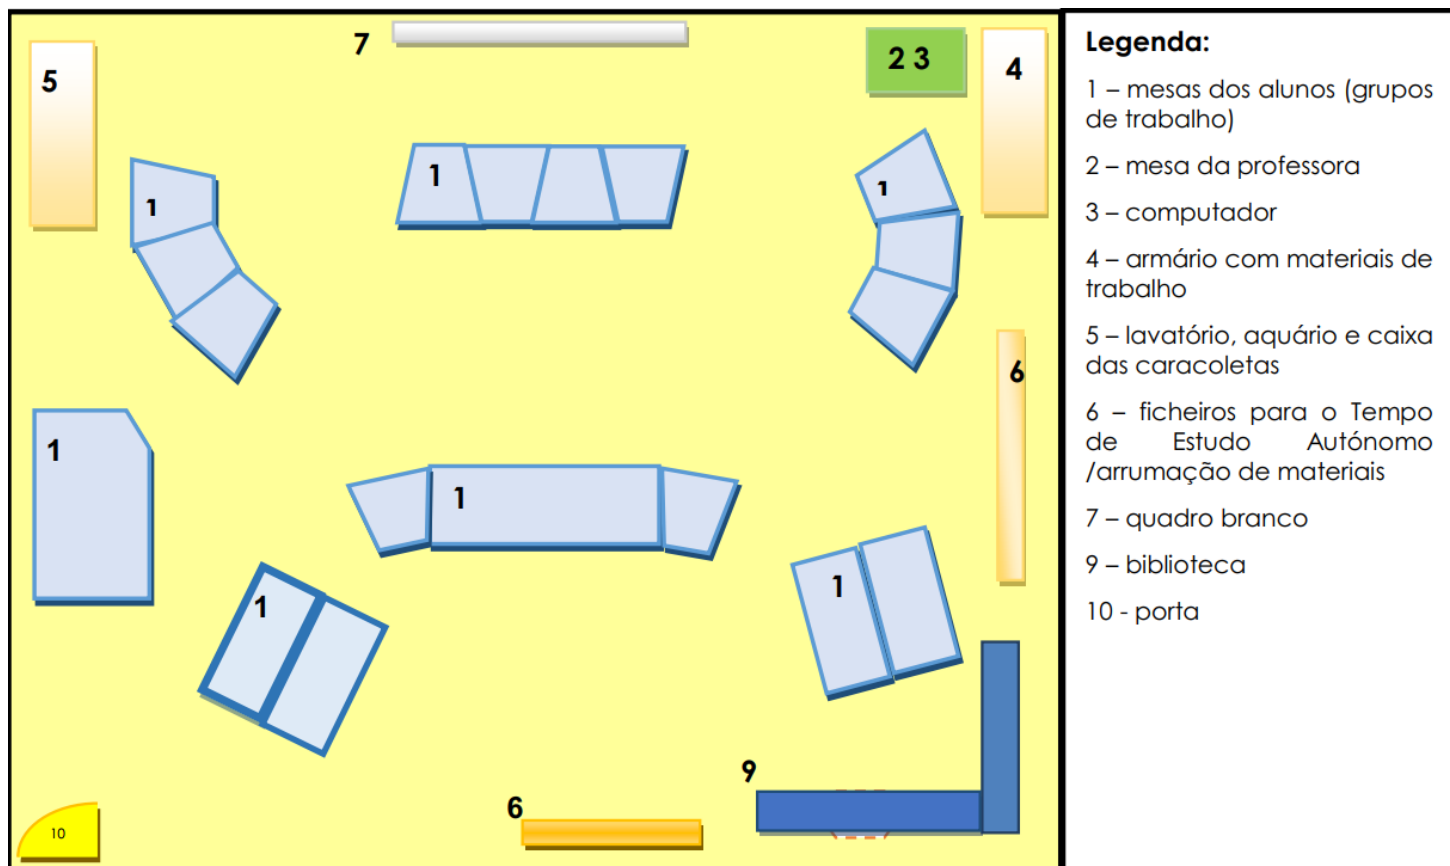 7
2 3
5
4
1
1
1
6
1
1
1
1
9
6
10
Legenda:
1 – mesas dos alunos (grupos
de trabalho)
2 – mesa da professora
3 – computador
4 – armário com materiais de
trabalho
5 – lavatório, aquário e caixa
das caracoletas
6 – ficheiros para o Tempo
de Estudo Autónomo
/arrumação de materiais
7 – quadro branco
9 – biblioteca
10 - porta